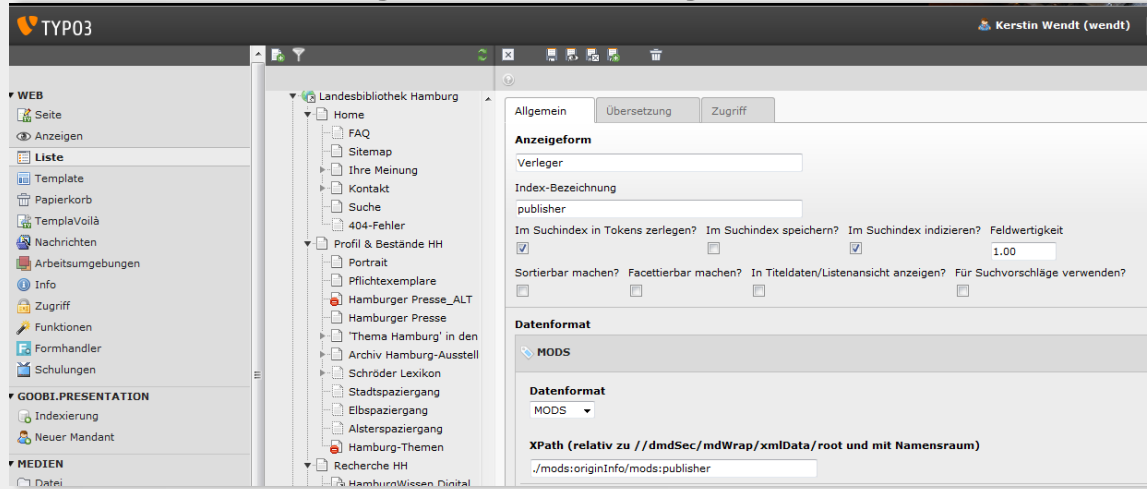 TYPO3
Kerstin Wendt (wendt)
WEB
Seite
Anzeigen
Liste
Template
Papierkorb
TemplaVoilà
Nachrichten
Arbeitsumgebungen
Info
Zugriff
Funktionen
Formhandler
Schulungen
GOOBI.PRESENTATION
Indexierung
Neuer Mandant
MEDIEN
Datei
Landesbibliothek Hamburg
Home
FAQ
Sitemap
Ihre Meinung
Kontakt
Suche
404-Fehler
Profil & Bestände HH
Portrait
Pflichtexemplare
Hamburger Presse_ALT
Hamburger Presse
'Thema Hamburg' in den
Archiv Hamburg-Ausstell
Schröder Lexikon
Stadtspaziergang
Elbspaziergang
Alsterspaziergang
Hamburg-Themen
Recherche HH
HamburgWissen Digital
Allgemein Übersetzung Zugriff
Anzeigeform
Verleger
Index-Bezeichnung
publisher
Im Suchindex in Tokens zerlegen? Im Suchindex speichern? Im Suchindex indizieren? Feldwertigkeit
1.00
Sortierbar machen? Facettierbar machen? In Titeldaten/Listenansicht anzeigen? Für Suchvorschläge verwenden?
Datenformat
MODS
Datenformat
MODS
XPath (relativ zu //dmdSec/mdWrap/xmlData/root und mit Namensraum)
./mods:originInfo/mods:publisher